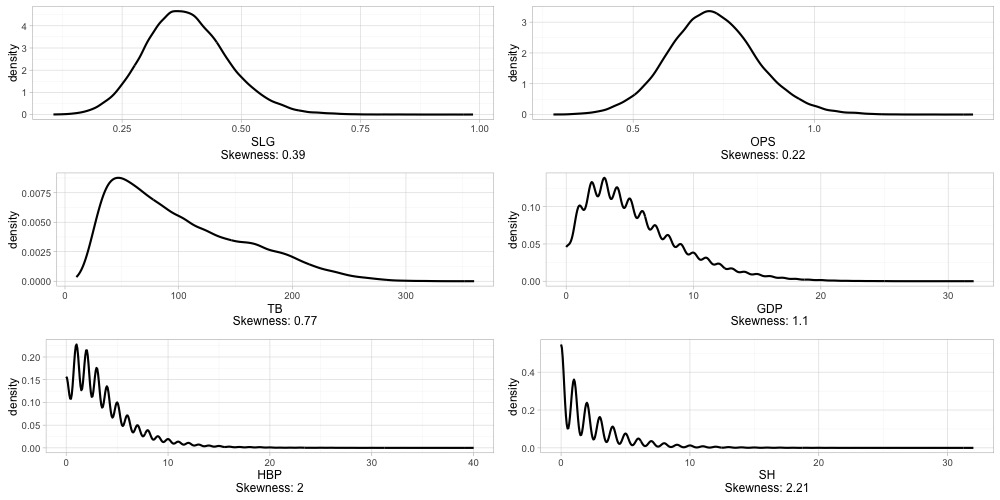 density
4
3
2
1
0
0.25 0.50 0.75 1.00
SLG
Skewness: 0.39
density
3
2
1
0
0.5 1.0
OPS
Skewness: 0.22
density
0.0075
0.0050
0.0025
0.0000
0 100 200 300
TB
Skewness: 0.77
density
0.10
0.05
0.00
0 10 20 30
GDP
Skewness: 1.1
density
0.20
0.15
0.10
0.05
0.00
0 10 20 30 40
HBP
Skewness: 2
density
0.4
0.2
0.0
0 10 20 30
SH
Skewness: 2.21